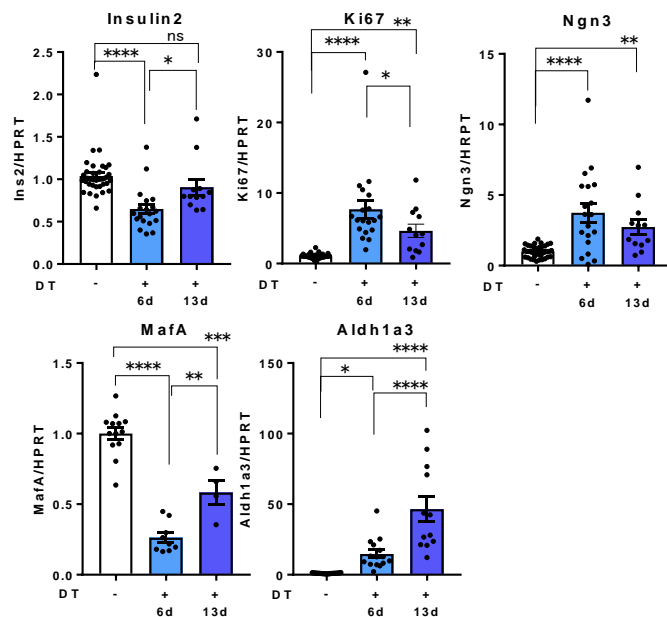 Insulin2
ns
****
*
Ins2/HPRT
2.5
2.0
1.5
1.0
0.5
0.0
DT
- + +
6d 13d
Ki67
**
****
*
Ki67/HPRT
30
20
10
0
DT
- + +
6d 13d
Ngn3
**
****
Ngn3/HRPT
15
10
5
0
DT
- + +
6d 13d
MafA
***
****
**
MafA/HPRT
1.5
1.0
0.5
0.0
DT
- + +
6d 13d
Aldh1a3
****
*
****
Aldh1a3/HPRT
150
100
50
0
DT
- + +
6d 13d